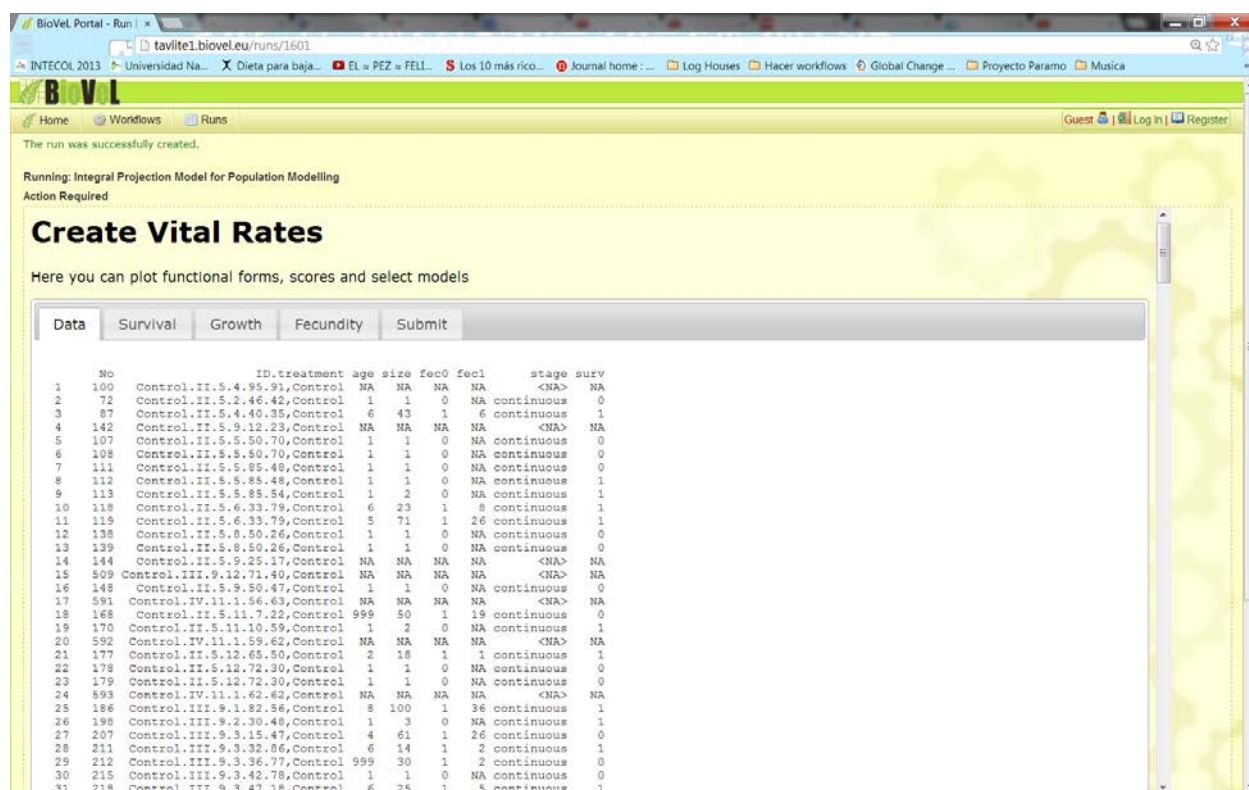 BioVeL Portal - Run | ×
tavlite1.biovel.eu/runs/1601
INTECOL 2013 Universidad Na... Dieta para baja... EL = PEZ = FELI... Los 10 más rico... Journal home : ... Log Houses Hacer workflows Global Change ... Proyecto Paramo Musica
BioVeL
Home Workflows Runs Guest | Log In | Register
The run was successfully created.
Running: Integral Projection Model for Population Modelling
Action Required
Create Vital Rates
Here you can plot functional forms, scores and select models
Data Survival Growth Fecundity Submit
No ID.treatment age size fec0 fec1 stage surv
1 100 Control.II.5.4.95.91,Control NA NA NA NA <NA> NA
2 72 Control.II.5.2.46.42,Control 1 1 0 NA continuous 0
3 87 Control.II.5.4.40.35,Control 6 43 1 6 continuous 1
4 142 Control.II.5.9.12.23,Control NA NA NA NA <NA> NA
5 107 Control.II.5.5.50.70,Control 1 1 0 NA continuous 0
6 108 Control.II.5.5.50.70,Control 1 1 0 NA continuous 0
7 111 Control.II.5.5.85.48,Control 1 1 0 NA continuous 0
8 112 Control.II.5.5.85.48,Control 1 1 0 NA continuous 1
9 113 Control.II.5.5.85.54,Control 1 2 0 NA continuous 1
10 118 Control.II.5.6.33.79,Control 6 23 1 8 continuous 1
11 119 Control.II.5.6.33.79,Control 5 71 1 26 continuous 1
12 138 Control.II.5.8.50.26,Control 1 1 0 NA continuous 0
13 139 Control.II.5.8.50.26,Control 1 1 0 NA continuous 0
14 144 Control.II.5.9.25.17,Control NA NA NA NA <NA> NA
15 509 Control.III.9.12.71.40,Control NA NA NA NA <NA> NA
16 148 Control.II.5.9.50.47,Control 1 1 0 NA continuous 0
17 591 Control.IV.11.1.56.63,Control NA NA NA NA <NA> NA
18 168 Control.II.5.11.7.22,Control 999 50 1 19 continuous 0
19 170 Control.II.5.11.10.59,Control 1 2 0 NA continuous 1
20 592 Control.IV.11.1.59.62,Control NA NA NA NA <NA> NA
21 177 Control.II.5.12.65.50,Control 2 18 1 1 continuous 1
22 178 Control.II.5.12.72.30,Control 1 1 0 NA continuous 0
23 179 Control.II.5.12.72.30,Control 1 1 0 NA continuous 0
24 593 Control.IV.11.1.62.62,Control NA NA NA NA <NA> NA
25 186 Control.III.9.1.82.56,Control 8 100 1 36 continuous 1
26 198 Control.III.9.2.30.48,Control 1 3 0 NA continuous 1
27 207 Control.III.9.3.15.47,Control 4 61 1 26 continuous 0
28 211 Control.III.9.3.32.86,Control 6 14 1 2 continuous 1
29 212 Control.III.9.3.36.77,Control 999 30 1 2 continuous 0
30 215 Control.III.9.3.42.78,Control 1 1 0 NA continuous 0
31 218 Control.III.9.3.47.18,Control 6 25 1 5 continuous 1